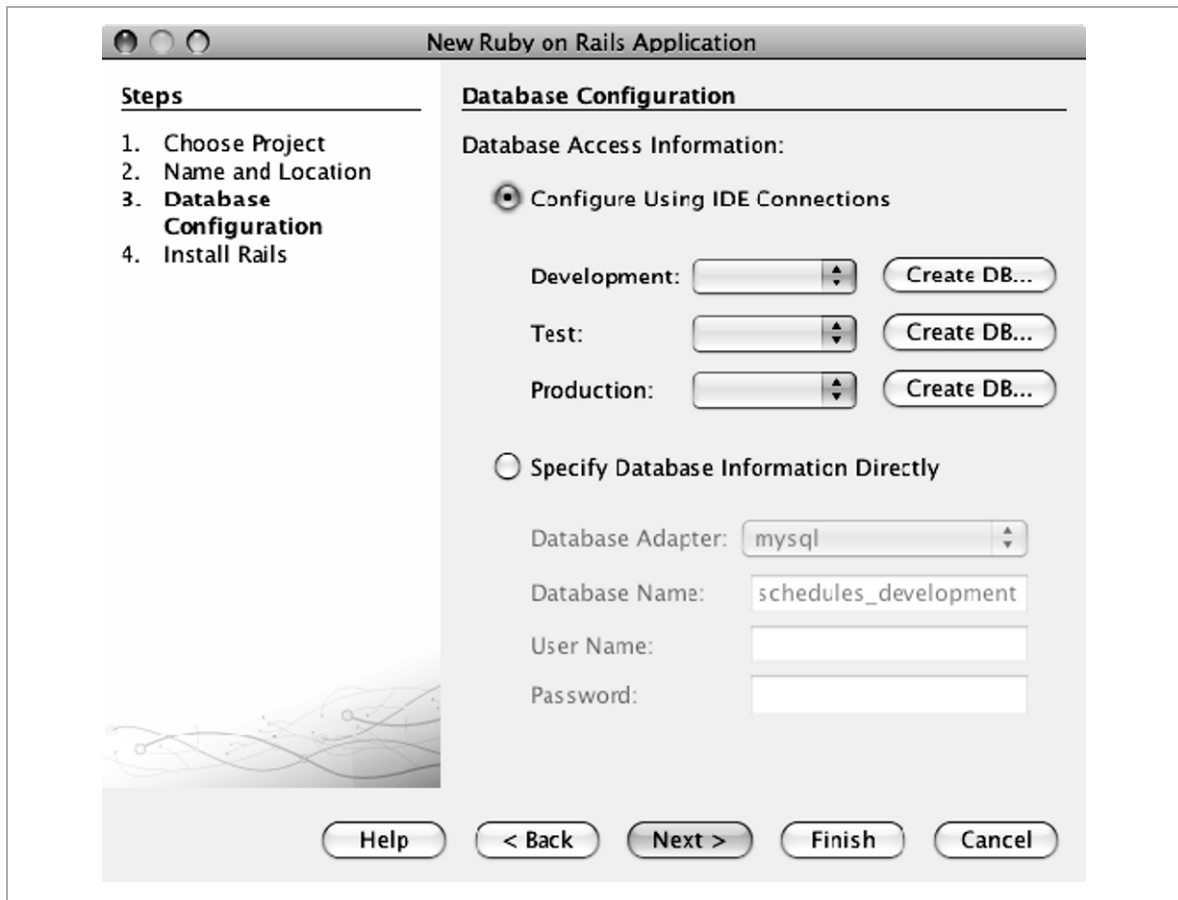 New Ruby on Rails Application
Steps
1. Choose Project
2. Name and Location
3. Database
Configuration
4. Install Rails
Database Configuration
Database Access Information:
Configure Using IDE Connections
Development: Create DB...
Test: Create DB...
Production: Create DB...
Specify Database Information Directly
Database Adapter: mysql
Database Name: schedules_development
User Name:
Password:
Help < Back Next > Finish Cancel